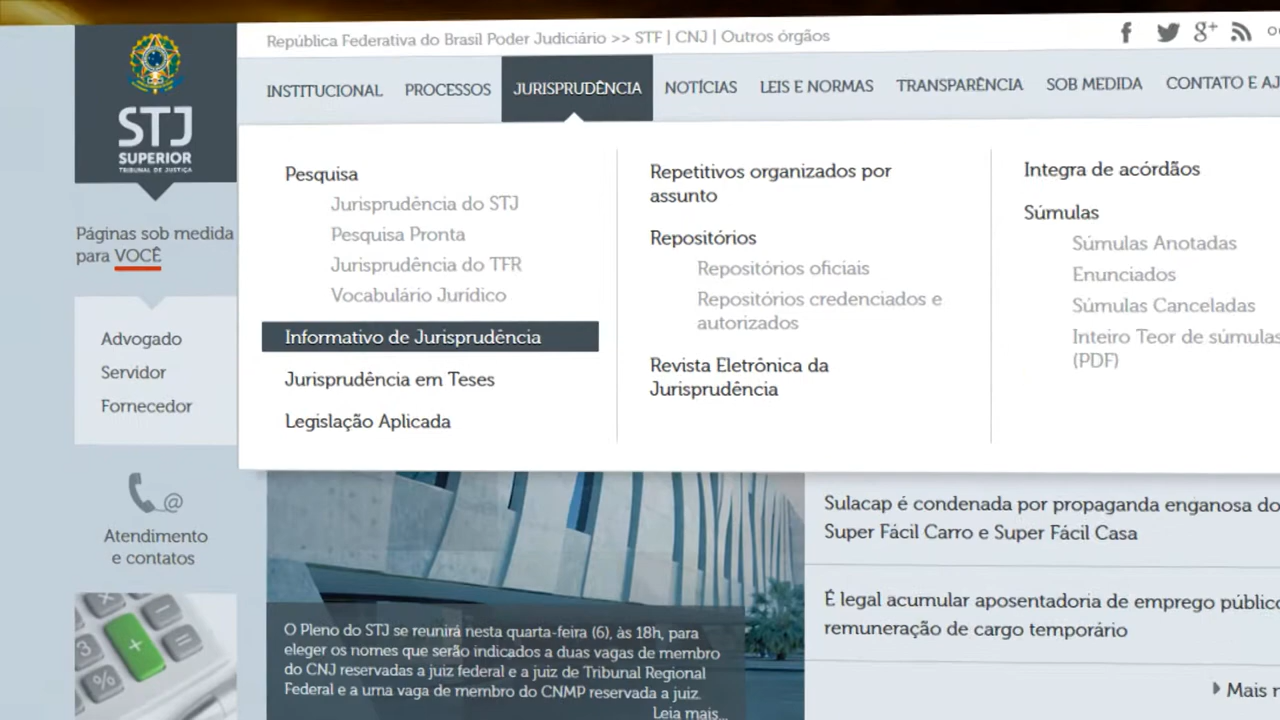 República Federativa do Brasil Poder Judiciário >> STF | CNJ | Outros órgãos
STJ
SUPERIOR
TRIBUNAL DE JUSTIÇA
INSTITUCIONAL
PROCESSOS
JURISPRUDÊNCIA
NOTÍCIAS
LEIS E NORMAS
TRANSPARÊNCIA
SOB MEDIDA
CONTATO E
Páginas sob medida
para VOCÊ
Advogado
Servidor
Fornecedor
Atendimento
e contatos
Pesquisa
Jurisprudência do STJ
Pesquisa Pronta
Jurisprudência do TFR
Vocabulário Jurídico
Informativo de Jurisprudência
Jurisprudência em Teses
Legislação Aplicada
Repetitivos organizados por
assunto
Repositórios
Repositórios oficiais
Repositórios credenciados e
autorizados
Revista Eletrônica da
Jurisprudência
Integra de acórdãos
Súmulas
Súmulas Anotadas
Enunciados
Súmulas Canceladas
Inteiro Teor de súmulas
(PDF)
O Pleno do STJ se reunirá nesta quarta-feira (6), às 18h, para
eleger os nomes que serão indicados a duas vagas de membro
do CNJ reservadas a juiz federal e a juiz de Tribunal Regional
Federal e a uma vaga de membro do CNMP reservada a juiz.
Leia mais...
Sulacap é condenada por propaganda enganosa do
Super Fácil Carro e Super Fácil Casa
É legal acumular aposentadoria de emprego público
remuneração de cargo temporário
Mais